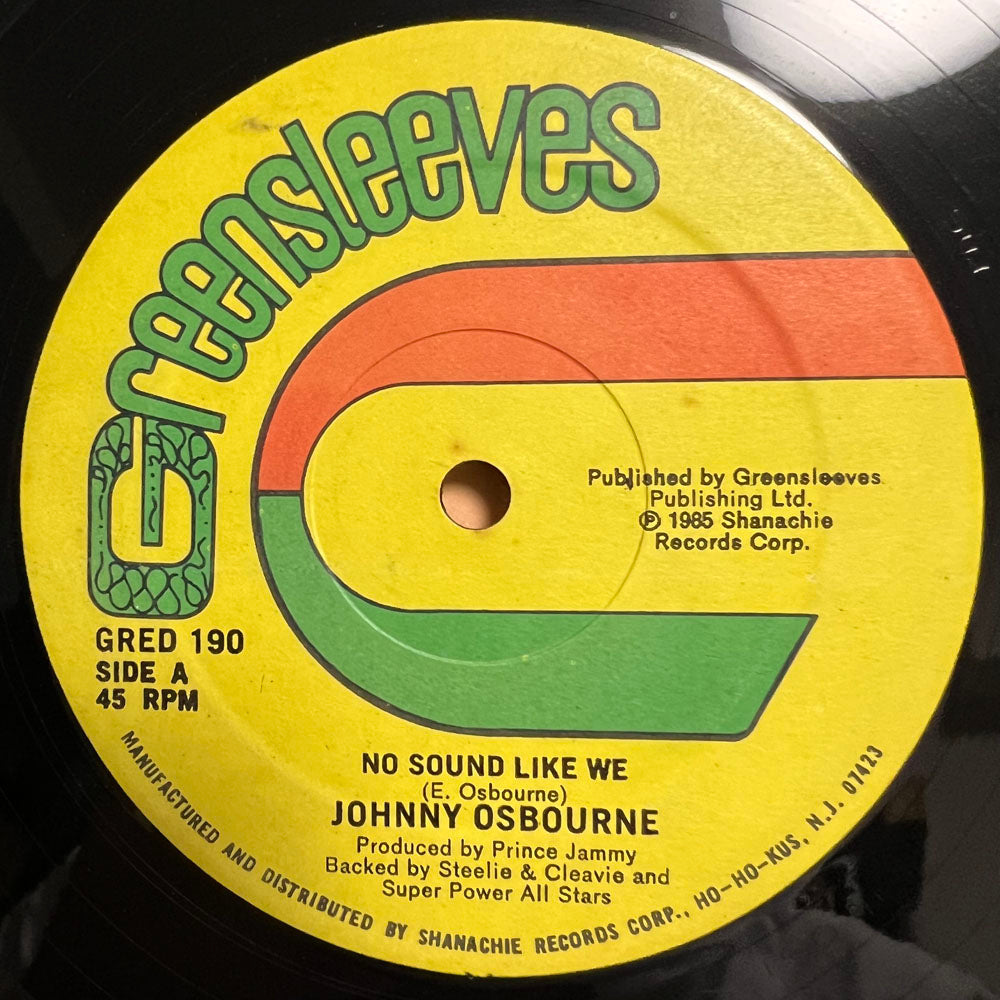 Greensleeves
Published by Greensleeves
Publishing Ltd.
℗ 1985 Shanachie
Records Corp.
GRED 190
SIDE A
45 RPM
NO SOUND LIKE WE
(E. Osbourne)
JOHNNY OSBOURNE
Produced by Prince Jammy
Backed by Steelie & Cleavie and
Super Power All Stars
MANUFACTURED AND DISTRIBUTED BY SHANACHIE RECORDS CORP., HO-HO-KUS, N.J. 07423